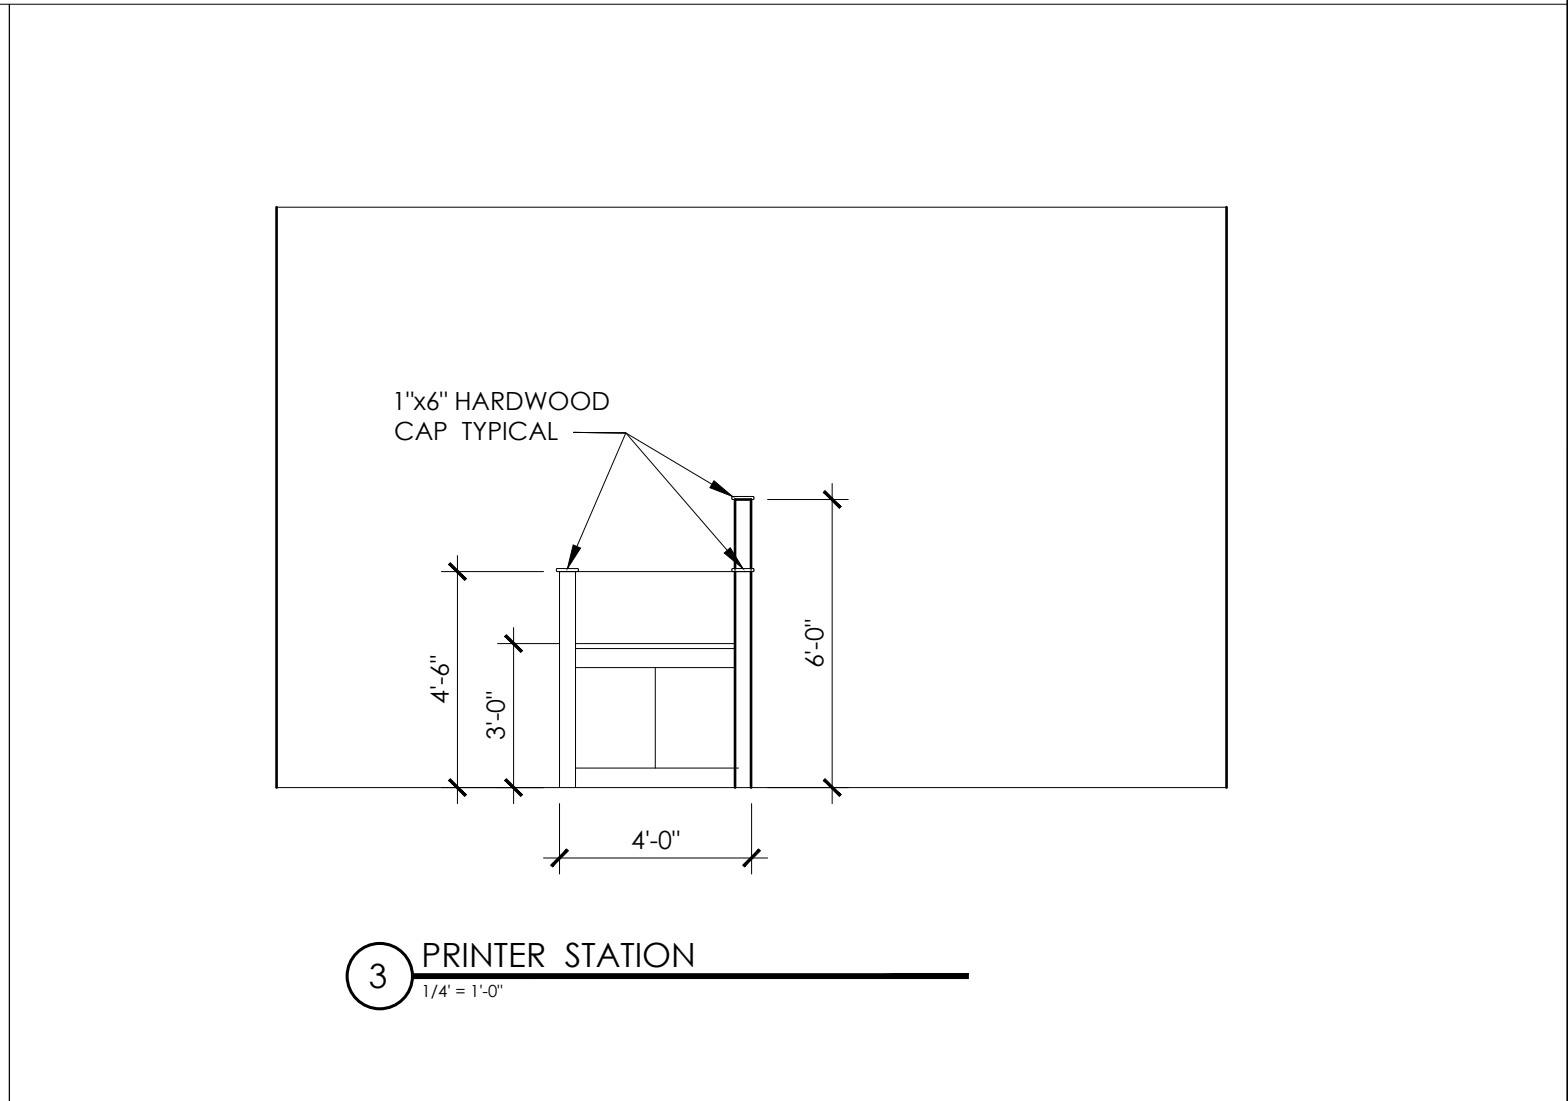 1"x6" HARDWOOD
CAP TYPICAL
4'-6"
3'-0"
6'-0"
4'-0"
3
PRINTER STATION
1/4' = 1'-0"